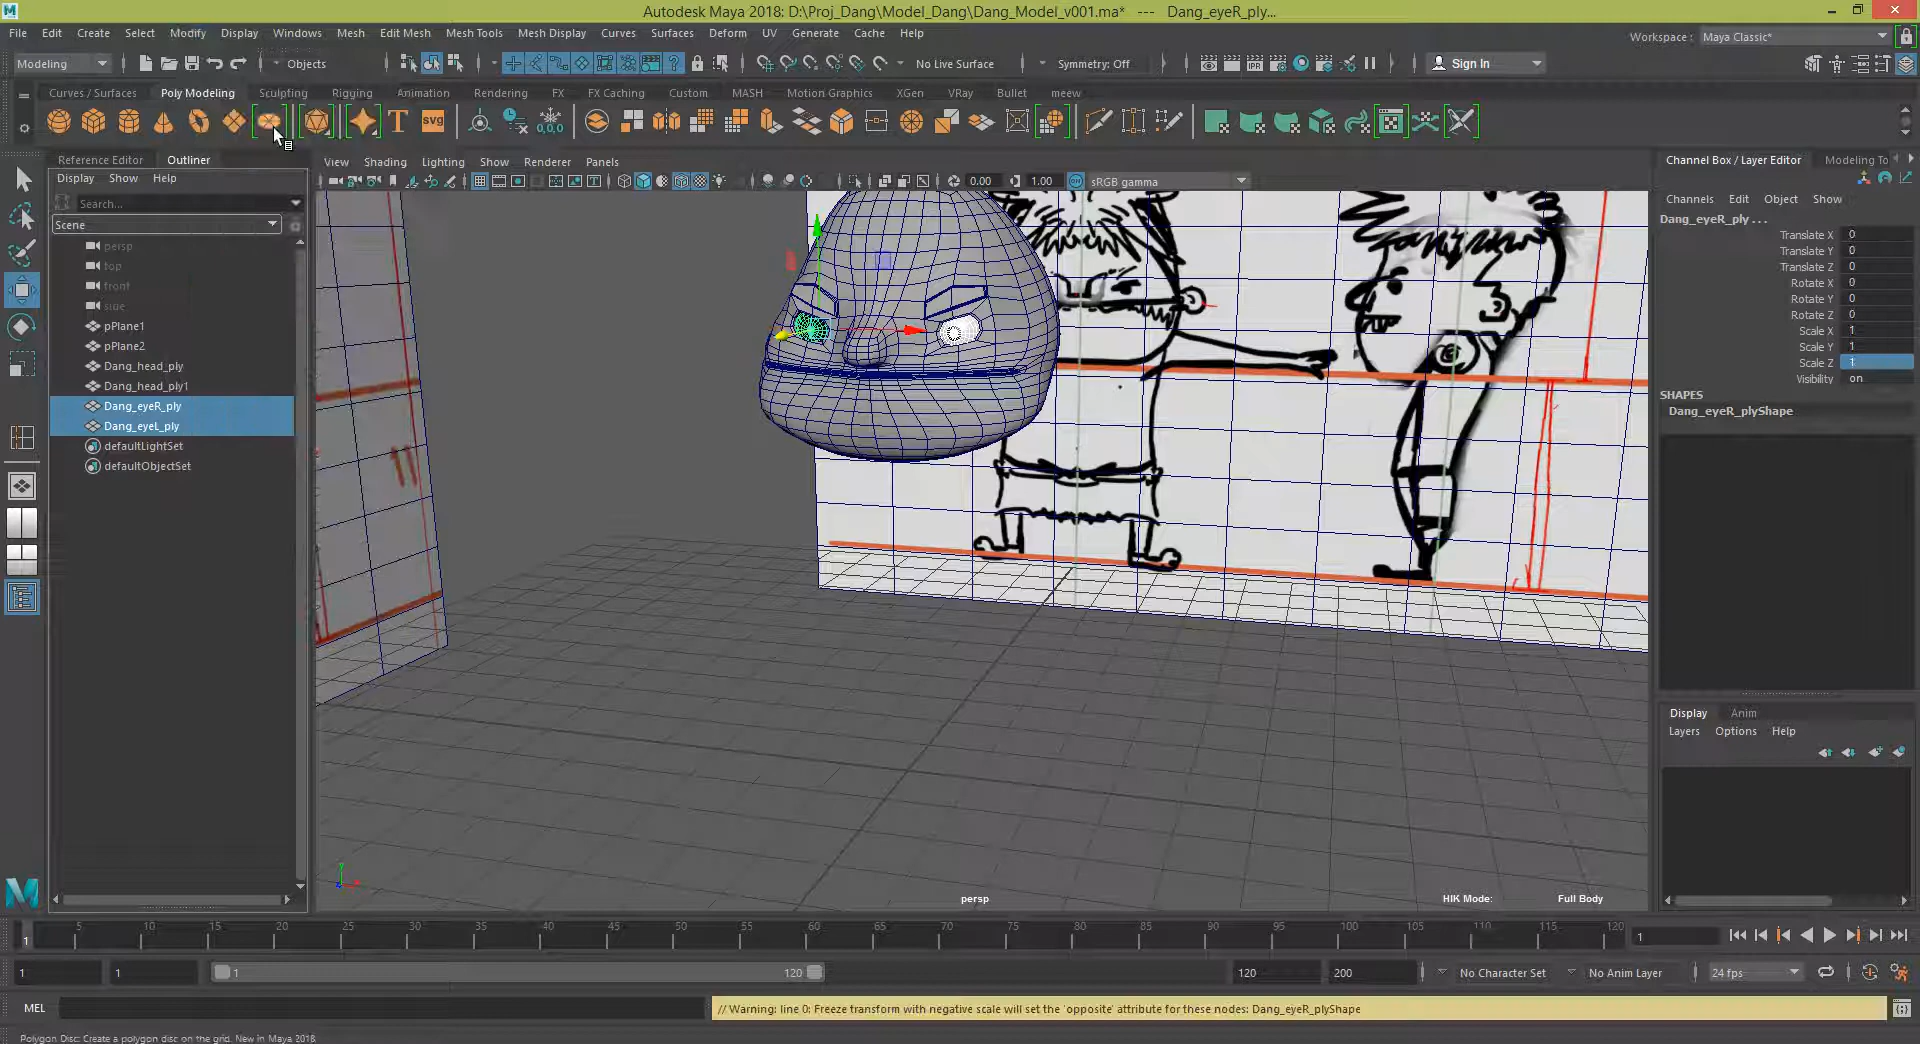 Autodesk Maya 2018: D:\Proj_Dang\Model_Dang\Dang_Model_v001.ma*   ---   Dang_eyeR_ply...
File Edit Create Select Modify Display Windows Mesh Edit Mesh Mesh Tools Mesh Display Curves Surfaces Deform UV Generate Cache Help
Workspace : Maya Classic*
Modeling Objects No Live Surface Symmetry: Off Sign In
Curves / Surfaces Poly Modeling Sculpting Rigging Animation Rendering FX FX Caching Custom MASH Motion Graphics XGen VRay Bullet meew
T svg 0,0,0
Reference Editor Outliner
Display Show Help
Search...
Scene
persp
top
front
side
pPlane1
pPlane2
Dang_head_ply
Dang_head_ply1
Dang_eyeR_ply
Dang_eyeL_ply
defaultLightSet
defaultObjectSet
View Shading Lighting Show Renderer Panels
0.00 1.00 sRGB gamma
persp
HIK Mode: Full Body
Channel Box / Layer Editor Modeling To
Channels Edit Object Show
Dang_eyeR_ply . . .
Translate X 0
Translate Y 0
Translate Z 0
Rotate X 0
Rotate Y 0
Rotate Z 0
Scale X 1
Scale Y 1
Scale Z 1
Visibility on
SHAPES
Dang_eyeR_plyShape
Display Anim
Layers Options Help
1 5 10 15 20 25 30 35 40 45 50 55 60 65 70 75 80 85 90 95 100 105 110 115 120 1
1 1 1 120 120 200 No Character Set No Anim Layer 24 fps
MEL
// Warning: line 0: Freeze transform with negative scale will set the 'opposite' attribute for these nodes: Dang_eyeR_plyShape
Polygon Disc: Create a polygon disc on the grid. New in Maya 2018